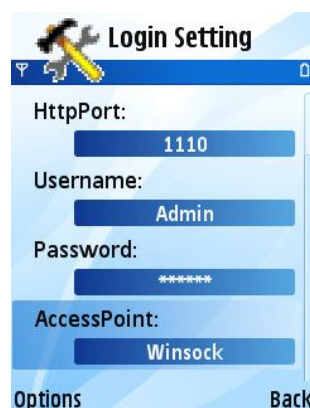 Login Setting
HttpPort:
1110
Username:
Admin
Password:
******
AccessPoint:
Winsock
Options Back